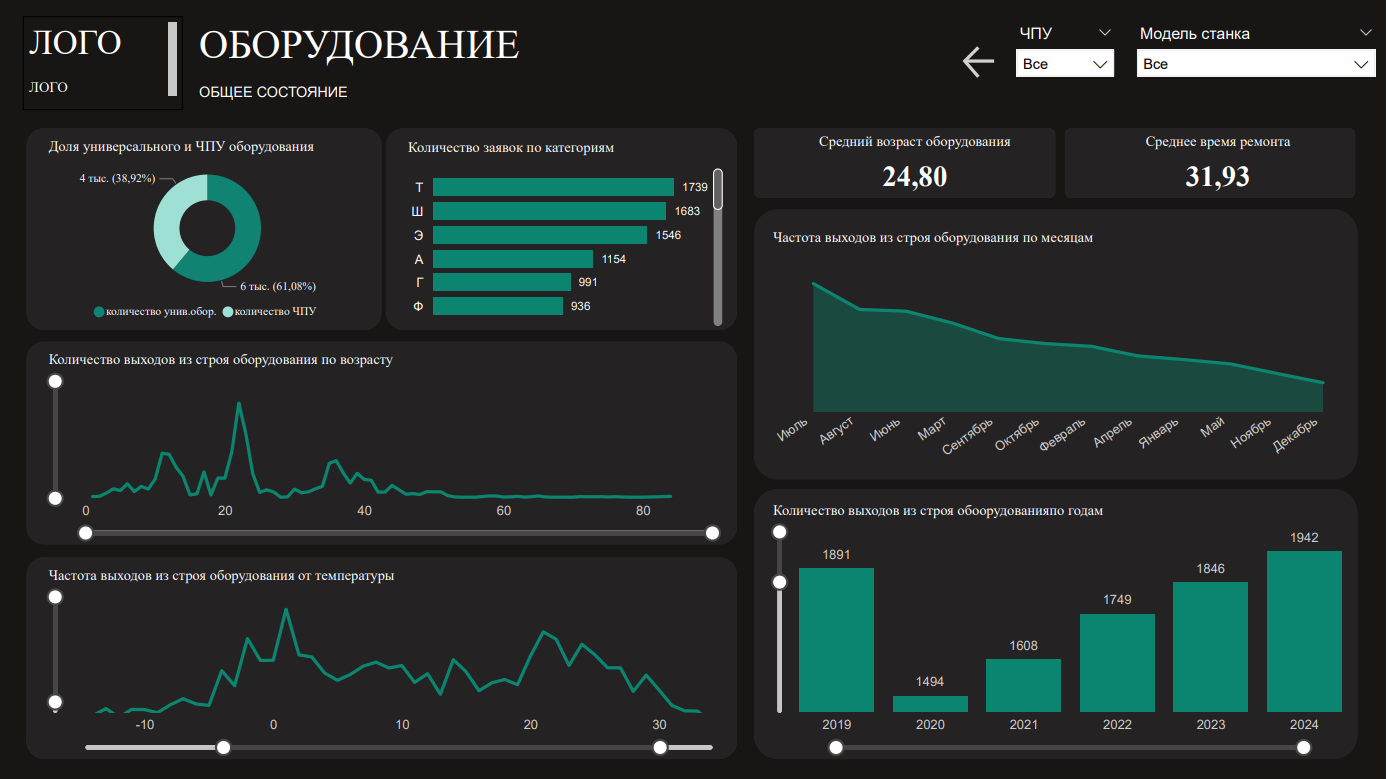 ЛОГО
ЛОГО
ОБОРУДОВАНИЕ
ОБЩЕЕ СОСТОЯНИЕ
ЧПУ
Все
Модель станка
Все
Доля универсального и ЧПУ оборудования
4 тыс. (38,92%)
6 тыс. (61,08%)
количество унив.обор. количество ЧПУ
Количество заявок по категориям
Т 1739
Ш 1683
Э 1546
А 1154
Г 991
Ф 936
Средний возраст оборудования
24,80
Среднее время ремонта
31,93
Частота выходов из строя оборудования по месяцам
Июль Август Июнь Март Сентябрь Октябрь Февраль Апрель Январь Май Ноябрь Декабрь
Количество выходов из строя оборудования по возрасту
0 20 40 60 80
Частота выходов из строя оборудования от температуры
-10 0 10 20 30
Количество выходов из строя обоорудованияпо годам
1891 1494 1608 1749 1846 1942
2019 2020 2021 2022 2023 2024